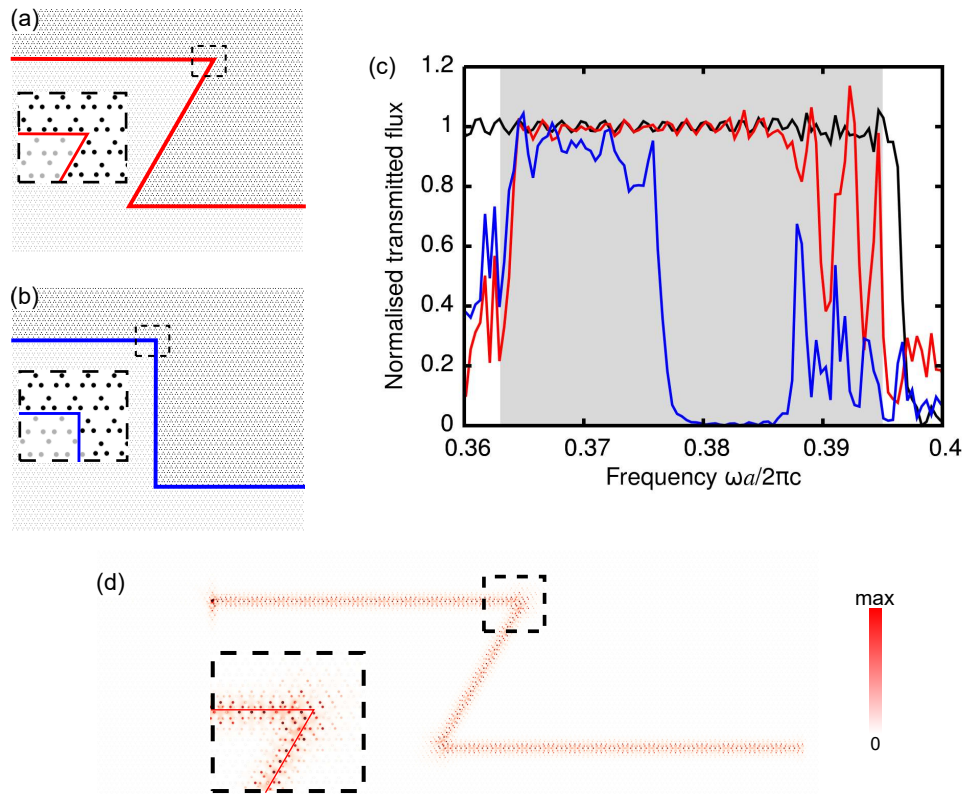 (a)
(b)
(c)
1.2
1
0.8
0.6
0.4
0.2
0
Normalised transmitted flux
0.36
0.37
0.38
0.39
0.4
Frequency ωa/2πc
(d)
max
0